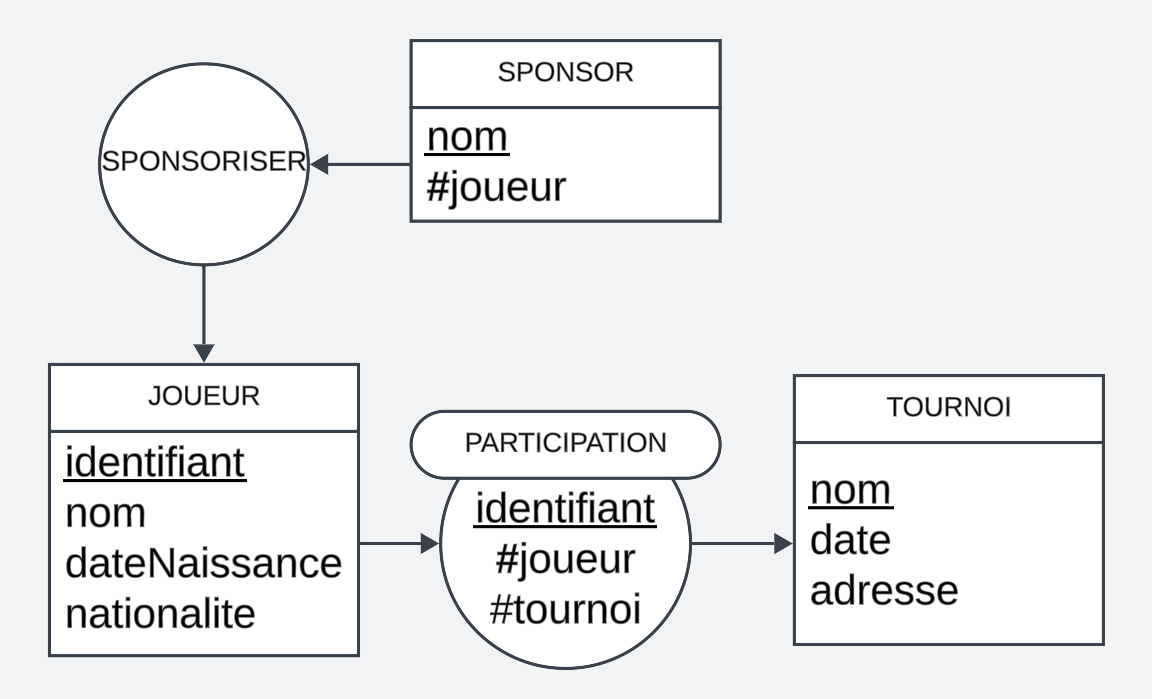 SPONSOR
nom
#joueur
SPONSORISER
JOUEUR
identifiant
nom
dateNaissance
nationalite
PARTICIPATION
identifiant
#joueur
#tournoi
TOURNOI
nom
date
adresse